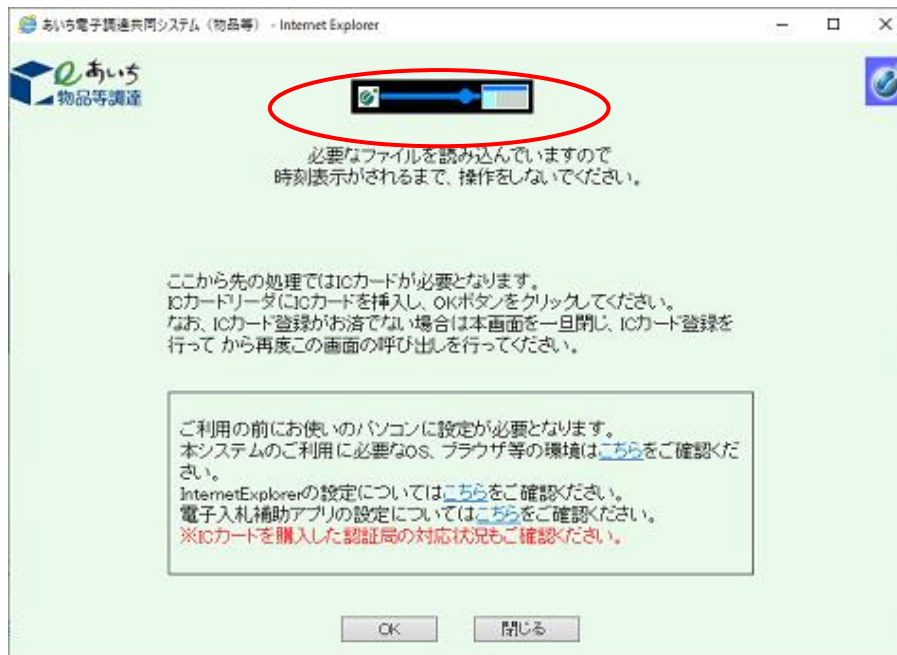 あいち電子調達共同システム（物品等） - Internet Explorer
eあいち
物品等調達
必要なファイルを読み込んでいますので
時刻表示がされるまで、操作をしないでください。
ここから先の処理ではICカードが必要となります。
ICカードリーダにICカードを挿入し、OKボタンをクリックしてください。
なお、ICカード登録がお済でない場合は本画面を一旦閉じ、ICカード登録を
行って から再度この画面の呼び出しを行ってください。
ご利用の前にお使いのパソコンに設定が必要となります。
本システムのご利用に必要なOS、ブラウザ等の環境はこちらをご確認くだ
さい。
InternetExplorerの設定についてはこちらをご確認ください。
電子入札補助アプリの設定についてはこちらをご確認ください。
※ICカードを購入した認証局の対応状況もご確認ください。
OK 閉じる